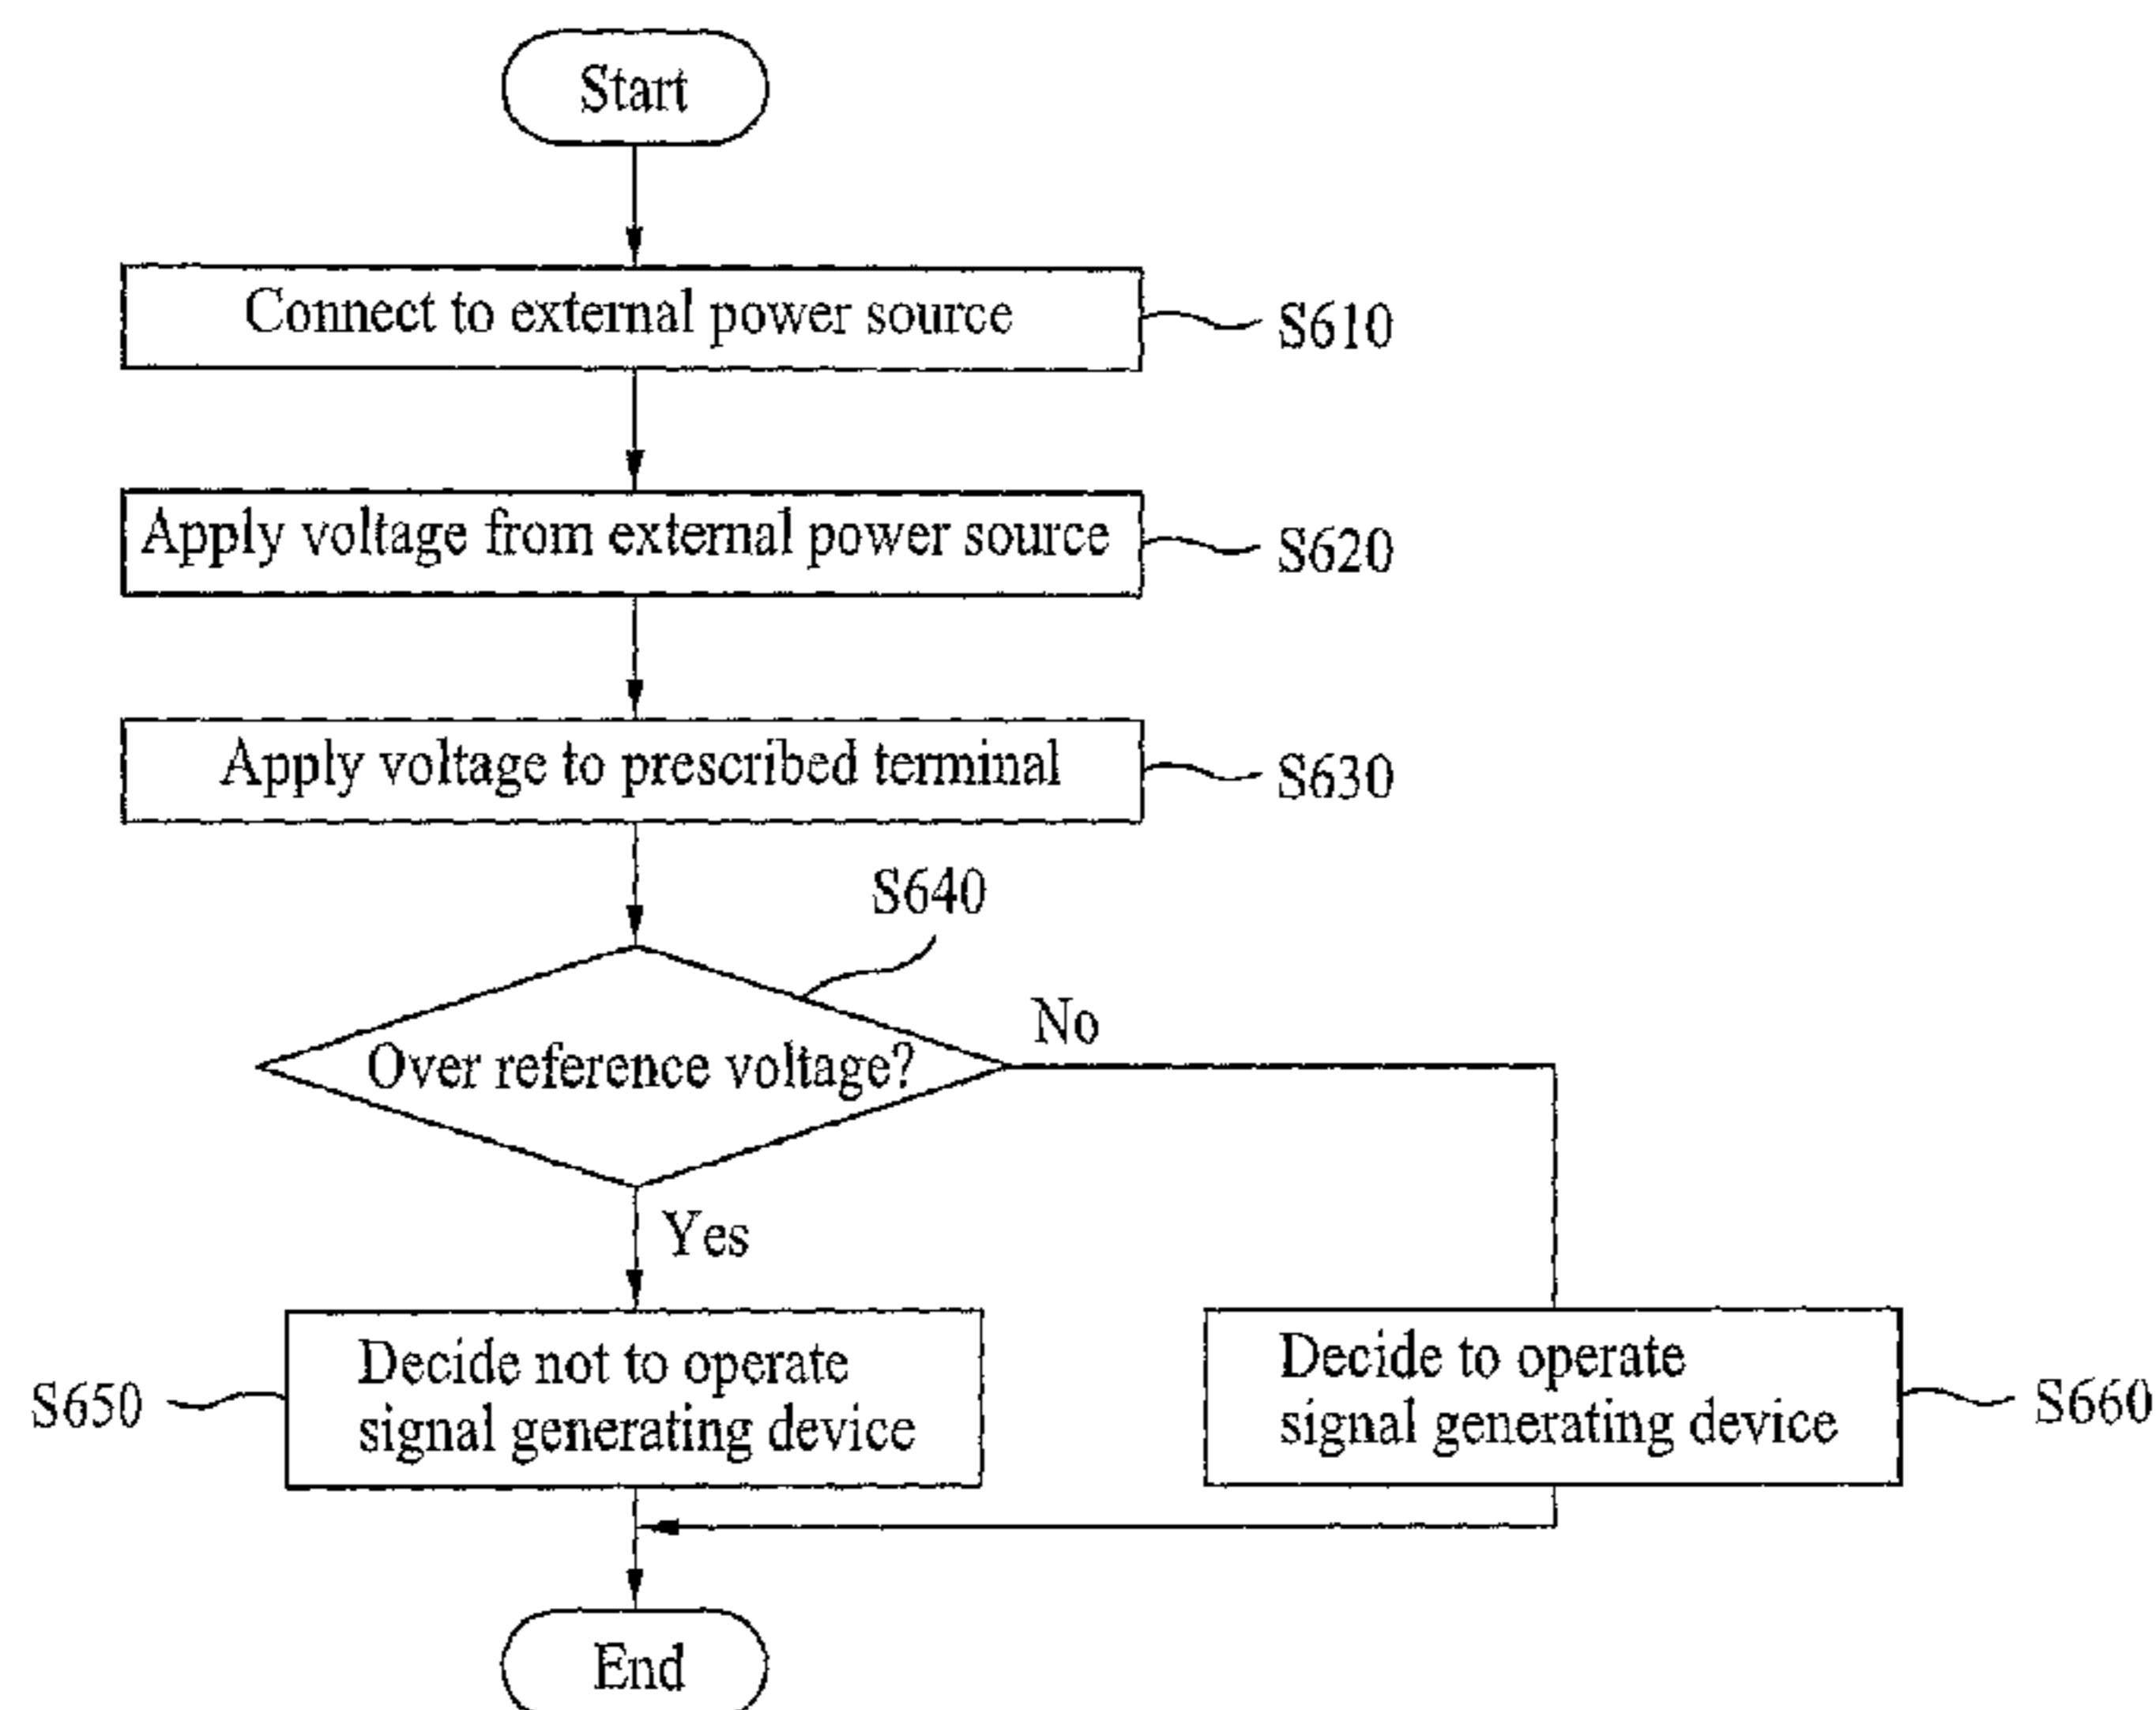 Start
Connect to external power source
S610
Apply voltage from external power source
S620
Apply voltage to prescribed terminal
S630
S640
Over reference voltage?
No
Yes
S650
Decide not to operate
signal generating device
Decide to operate
signal generating device
S660
End